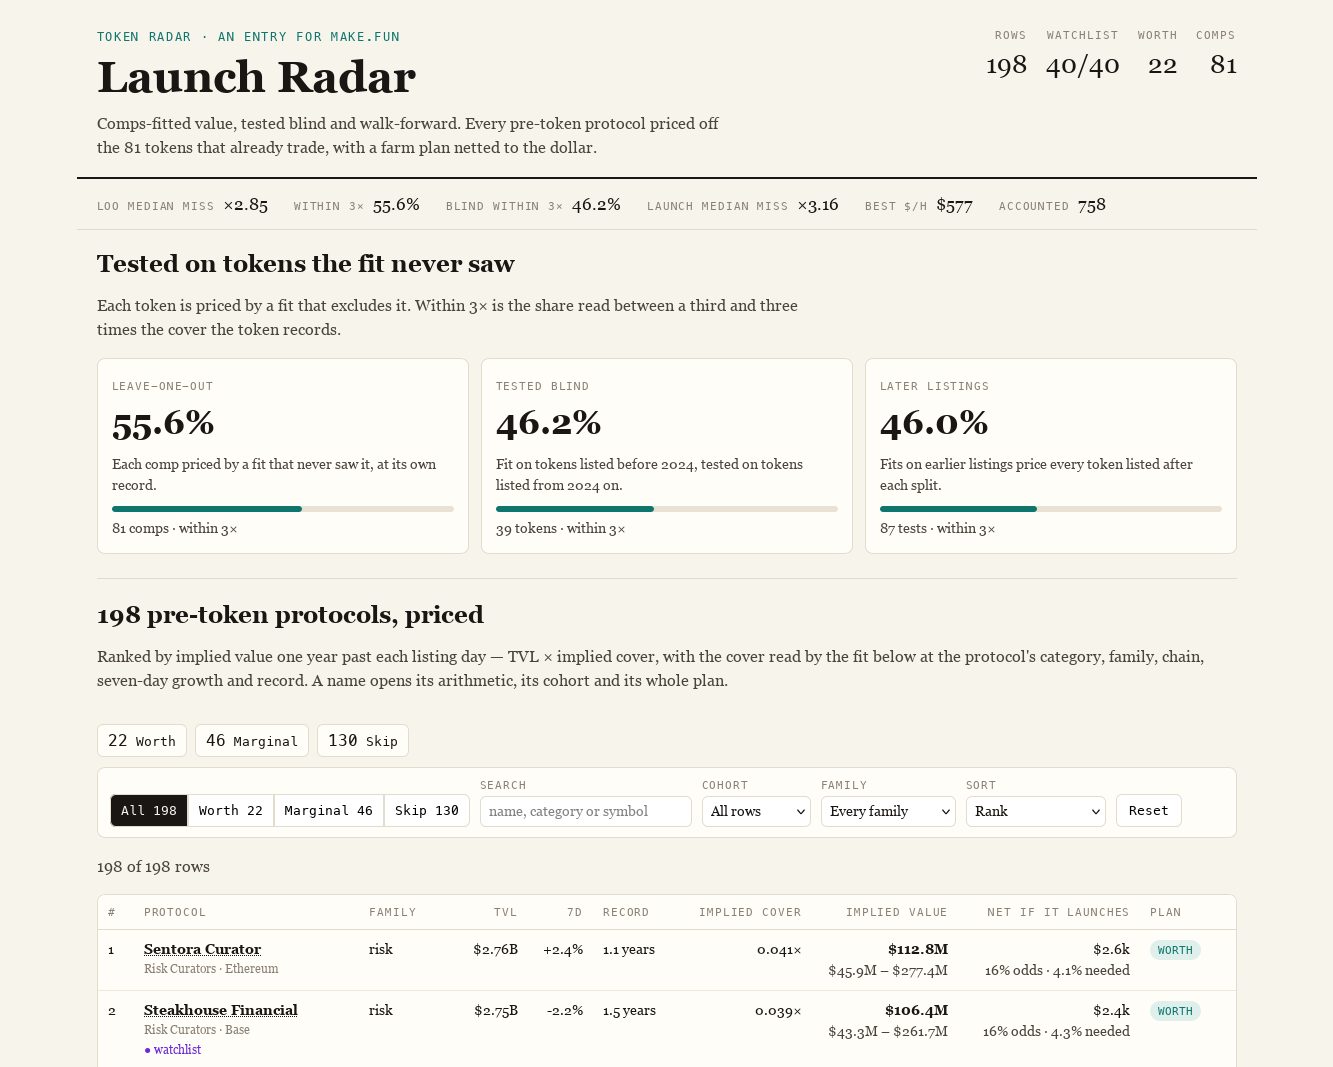 TOKEN RADAR · AN ENTRY FOR MAKE.FUN
Launch Radar
Comps-fitted value, tested blind and walk-forward. Every pre-token protocol priced off
the 81 tokens that already trade, with a farm plan netted to the dollar.
ROWS WATCHLIST WORTH COMPS
198 40/40 22 81
LOO MEDIAN MISS ×2.85 WITHIN 3× 55.6% BLIND WITHIN 3× 46.2% LAUNCH MEDIAN MISS ×3.16 BEST $/H $577 ACCOUNTED 758
Tested on tokens the fit never saw
Each token is priced by a fit that excludes it. Within 3× is the share read between a third and three
times the cover the token records.
LEAVE-ONE-OUT
55.6%
Each comp priced by a fit that never saw it, at its own
record.
81 comps · within 3×
TESTED BLIND
46.2%
Fit on tokens listed before 2024, tested on tokens
listed from 2024 on.
39 tokens · within 3×
LATER LISTINGS
46.0%
Fits on earlier listings price every token listed after
each split.
87 tests · within 3×
198 pre-token protocols, priced
Ranked by implied value one year past each listing day — TVL × implied cover, with the cover read by the fit below at the protocol's category, family, chain,
seven-day growth and record. A name opens its arithmetic, its cohort and its whole plan.
22 Worth 46 Marginal 130 Skip
SEARCH COHORT FAMILY SORT
All 198 Worth 22 Marginal 46 Skip 130 name, category or symbol All rows Every family Rank Reset
198 of 198 rows
# PROTOCOL FAMILY TVL 7D RECORD IMPLIED COVER IMPLIED VALUE NET IF IT LAUNCHES PLAN
1 Sentora Curator risk $2.76B +2.4% 1.1 years 0.041× $112.8M $2.6k WORTH
Risk Curators · Ethereum $45.9M – $277.4M 16% odds · 4.1% needed
2 Steakhouse Financial risk $2.75B -2.2% 1.5 years 0.039× $106.4M $2.4k WORTH
Risk Curators · Base $43.3M – $261.7M 16% odds · 4.3% needed
● watchlist